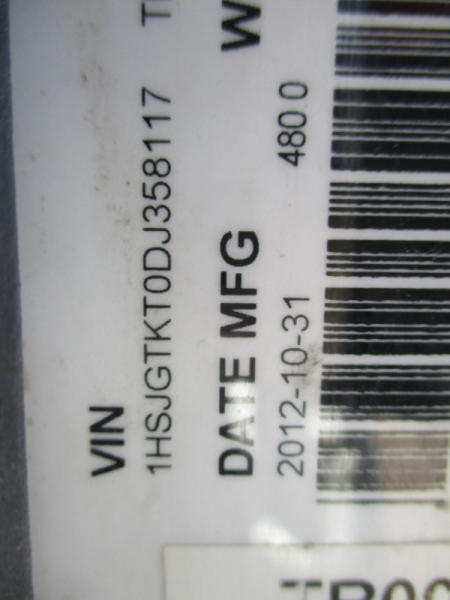 VIN
1HSJGTKT0DJ358117
DATE MFG
2012-10-31 480 0